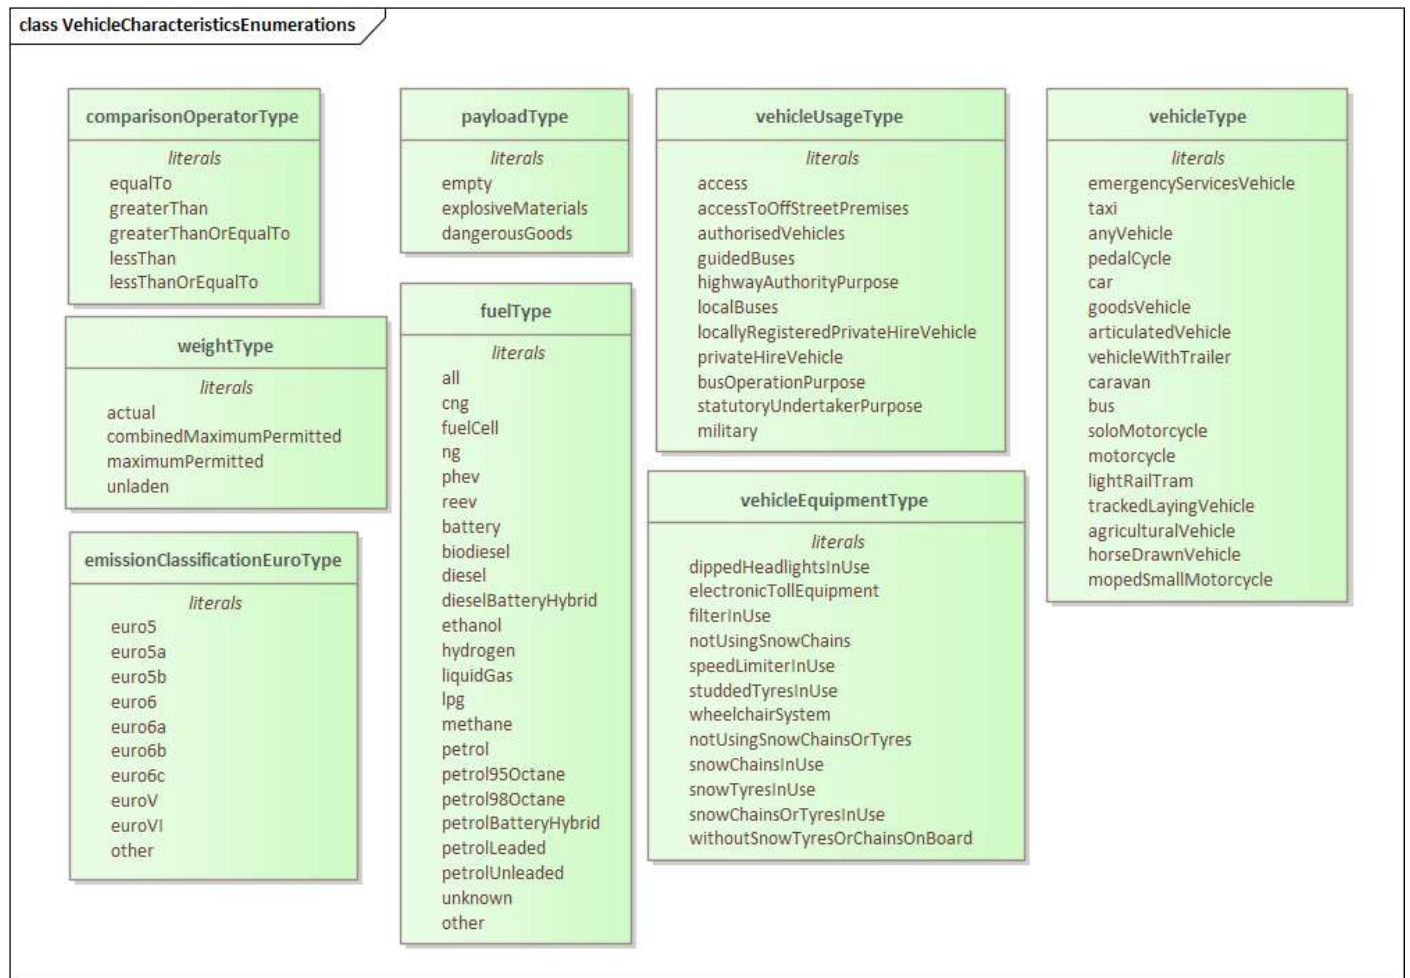 class VehicleCharacteristicsEnumerations
comparisonOperatorType
literals
equalTo
greaterThan
greaterThanOrEqualTo
lessThan
lessThanOrEqualTo
weightType
literals
actual
combinedMaximumPermitted
maximumPermitted
unladen
emissionClassificationEuroType
literals
euro5
euro5a
euro5b
euro6
euro6a
euro6b
euro6c
euroV
euroVI
other
payloadType
literals
empty
explosiveMaterials
dangerousGoods
fuelType
literals
all
cng
fuelCell
ng
phev
reev
battery
biodiesel
diesel
dieselBatteryHybrid
ethanol
hydrogen
liquidGas
lpg
methane
petrol
petrol95Octane
petrol98Octane
petrolBatteryHybrid
petrolLeaded
petrolUnleaded
unknown
other
vehicleUsageType
literals
access
accessToOffStreetPremises
authorisedVehicles
guidedBuses
highwayAuthorityPurpose
localBuses
locallyRegisteredPrivateHireVehicle
privateHireVehicle
busOperationPurpose
statutoryUndertakerPurpose
military
vehicleEquipmentType
literals
dippedHeadlightsInUse
electronicTollEquipment
filterInUse
notUsingSnowChains
speedLimiterInUse
studdedTyresInUse
wheelchairSystem
notUsingSnowChainsOrTyres
snowChainsInUse
snowTyresInUse
snowChainsOrTyresInUse
withoutSnowTyresOrChainsOnBoard
vehicleType
literals
emergencyServicesVehicle
taxi
anyVehicle
pedalCycle
car
goodsVehicle
articulatedVehicle
vehicleWithTrailer
caravan
bus
soloMotorcycle
motorcycle
lightRailTram
trackedLayingVehicle
agriculturalVehicle
horseDrawnVehicle
mopedSmallMotorcycle